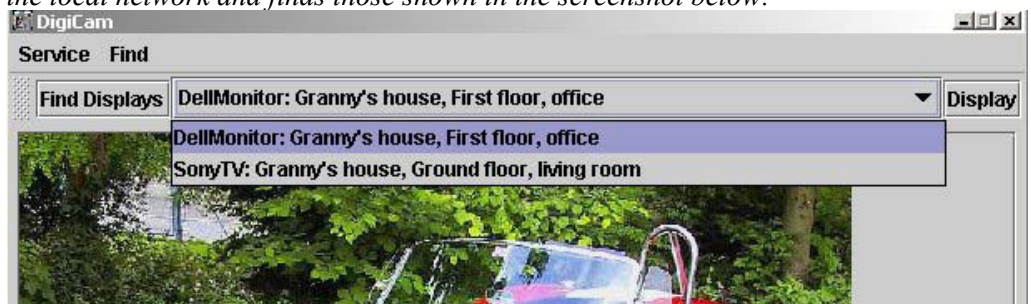 the local network and finds those shown in the screenshot below.
DigiCam
Service Find
Find Displays DellMonitor: Granny's house, First floor, office Display
DellMonitor: Granny's house, First floor, office
SonyTV: Granny's house, Ground floor, living room